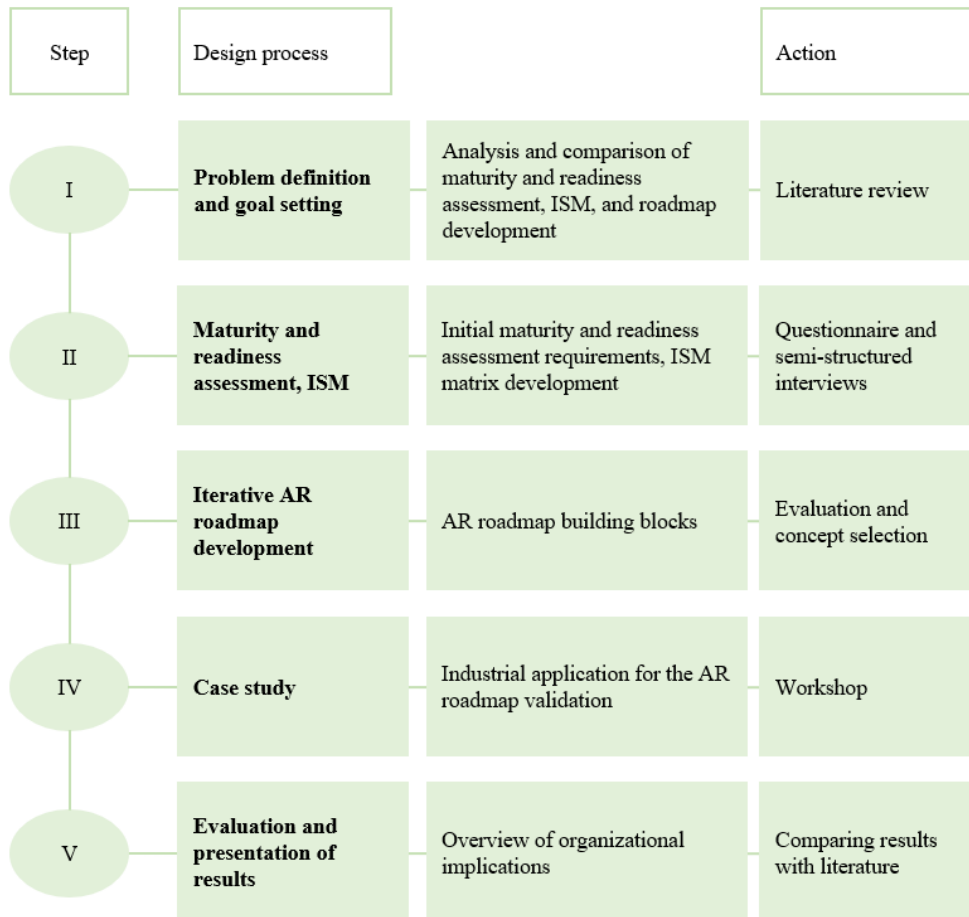 Step
Design process
Action
I
Problem definition
and goal setting
Analysis and comparison of
maturity and readiness
assessment, ISM, and roadmap
development
Literature review
II
Maturity and
readiness
assessment, ISM
Initial maturity and readiness
assessment requirements, ISM
matrix development
Questionnaire and
semi-structured
interviews
III
Iterative AR
roadmap
development
AR roadmap building blocks
Evaluation and
concept selection
IV
Case study
Industrial application for the AR
roadmap validation
Workshop
V
Evaluation and
presentation of
results
Overview of organizational
implications
Comparing results
with literature